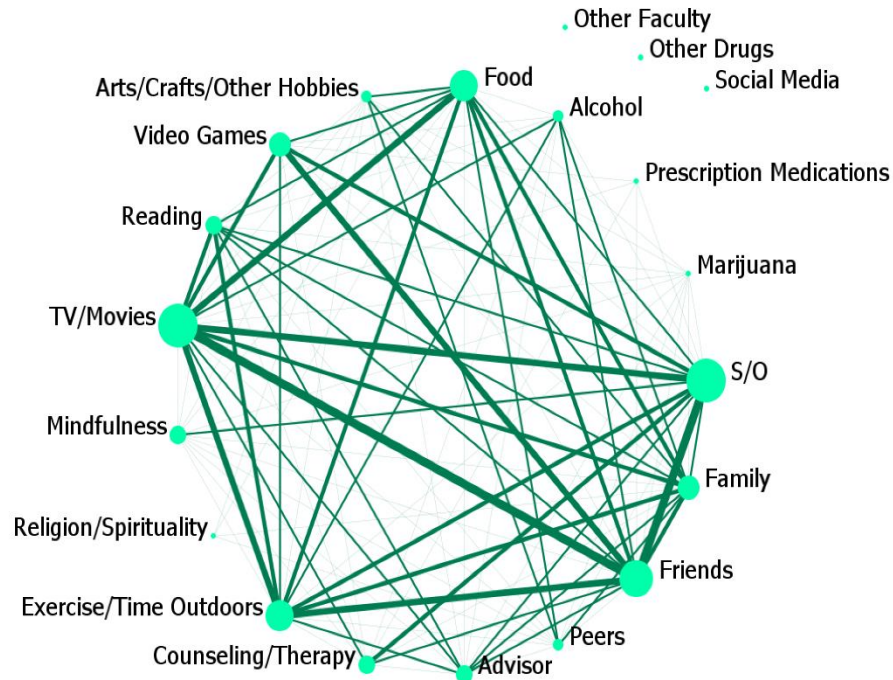 Other Faculty
Other Drugs
Social Media
Food
Arts/Crafts/Other Hobbies
Alcohol
Video Games
Prescription Medications
Reading
Marijuana
TV/Movies
S/O
Mindfulness
Family
Religion/Spirituality
Friends
Exercise/Time Outdoors
Peers
Counseling/Therapy
Advisor